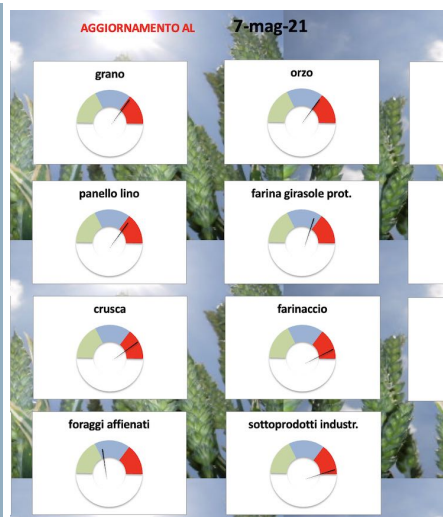 AGGIORNAMENTO AL 7-mag-21
grano
orzo
panello lino
farina girasole prot.
crusca
farinaccio
foraggi affienati
sottoprodotti industr.